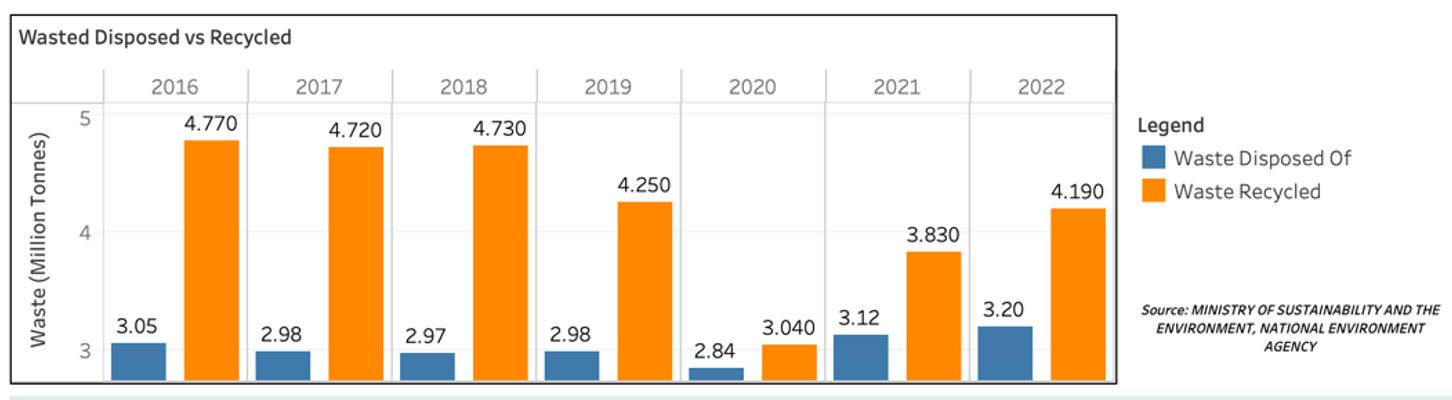 Wasted Disposed vs Recycled
2016 2017 2018 2019 2020 2021 2022
Waste (Million Tonnes)
5
4
3
3.05 4.770
2.98 4.720
2.97 4.730
2.98 4.250
2.84 3.040
3.12 3.830
3.20 4.190
Legend
Waste Disposed Of
Waste Recycled
Source: MINISTRY OF SUSTAINABILITY AND THE
ENVIRONMENT, NATIONAL ENVIRONMENT
AGENCY